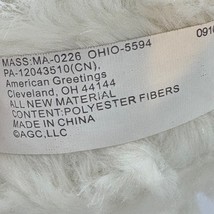 MASS:MA-0226 OHIO-5594
PA-12043510(CN),
American Greetings
Cleveland, OH 44144
ALL NEW MATERIAL
CONTENT:POLYESTER FIBERS
MADE IN CHINA
©AGC,LLC
091